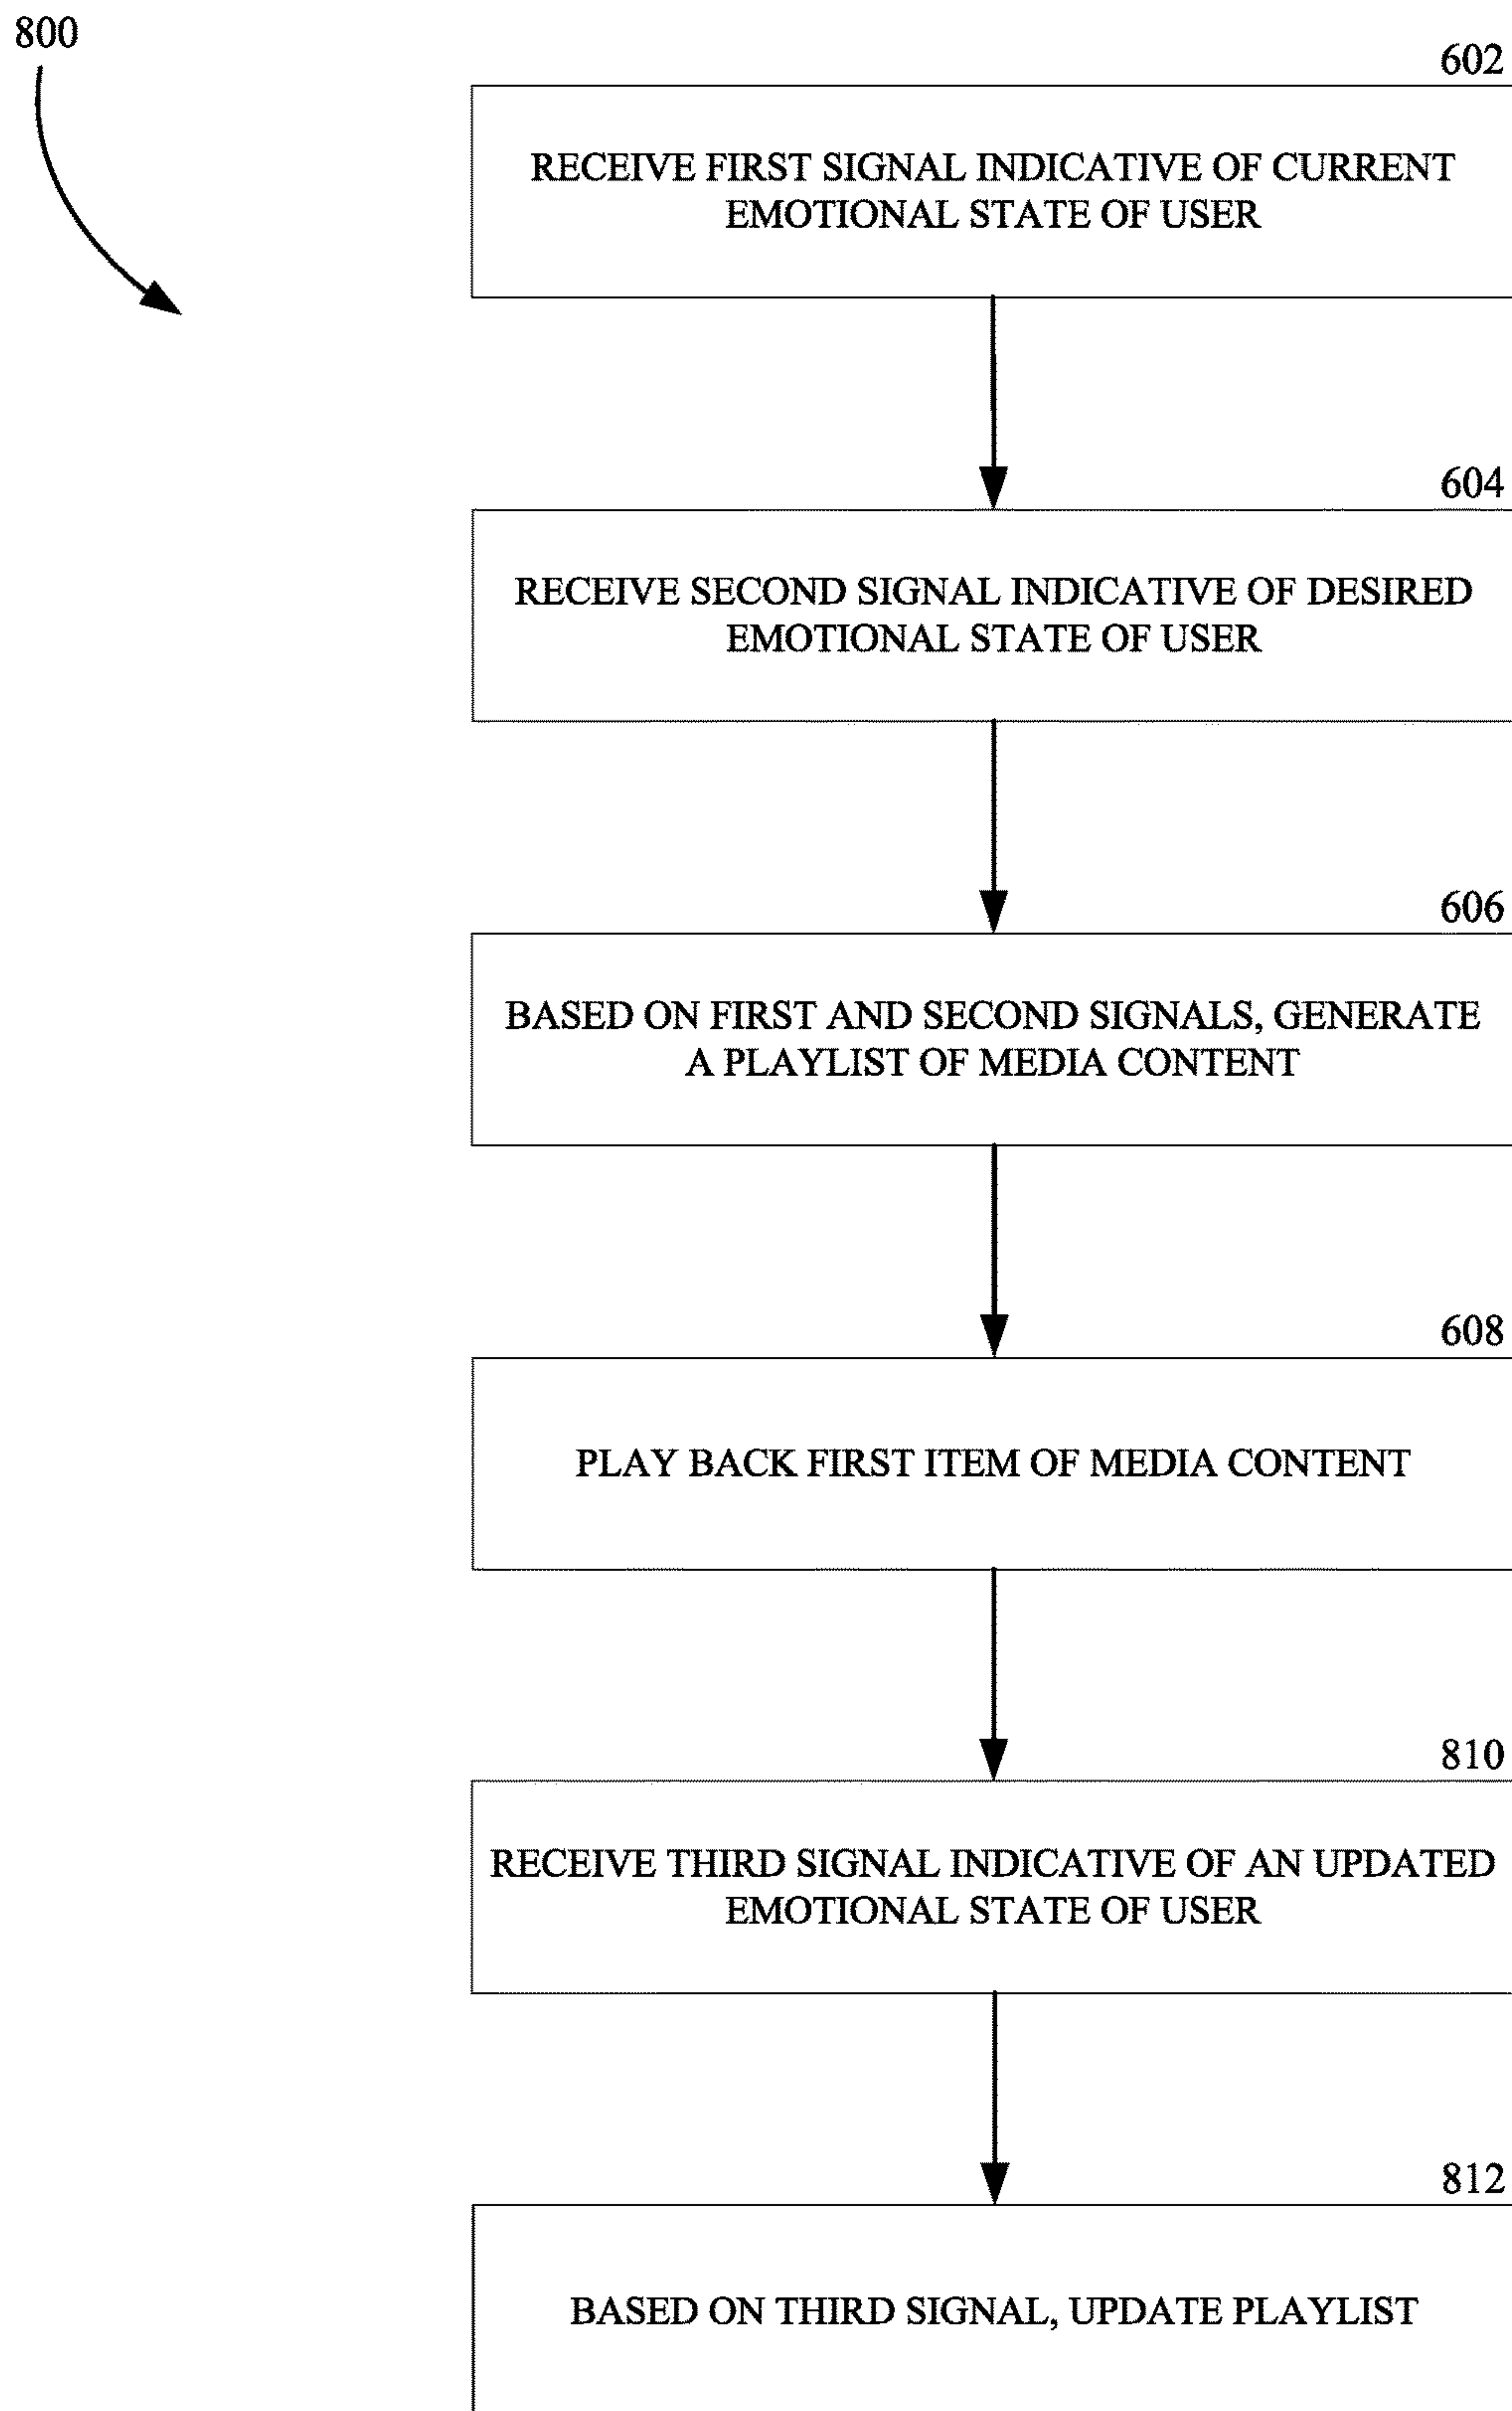 800
602
RECEIVE FIRST SIGNAL INDICATIVE OF CURRENT
EMOTIONAL STATE OF USER
604
RECEIVE SECOND SIGNAL INDICATIVE OF DESIRED
EMOTIONAL STATE OF USER
606
BASED ON FIRST AND SECOND SIGNALS, GENERATE
A PLAYLIST OF MEDIA CONTENT
608
PLAY BACK FIRST ITEM OF MEDIA CONTENT
810
RECEIVE THIRD SIGNAL INDICATIVE OF AN UPDATED
EMOTIONAL STATE OF USER
812
BASED ON THIRD SIGNAL, UPDATE PLAYLIST